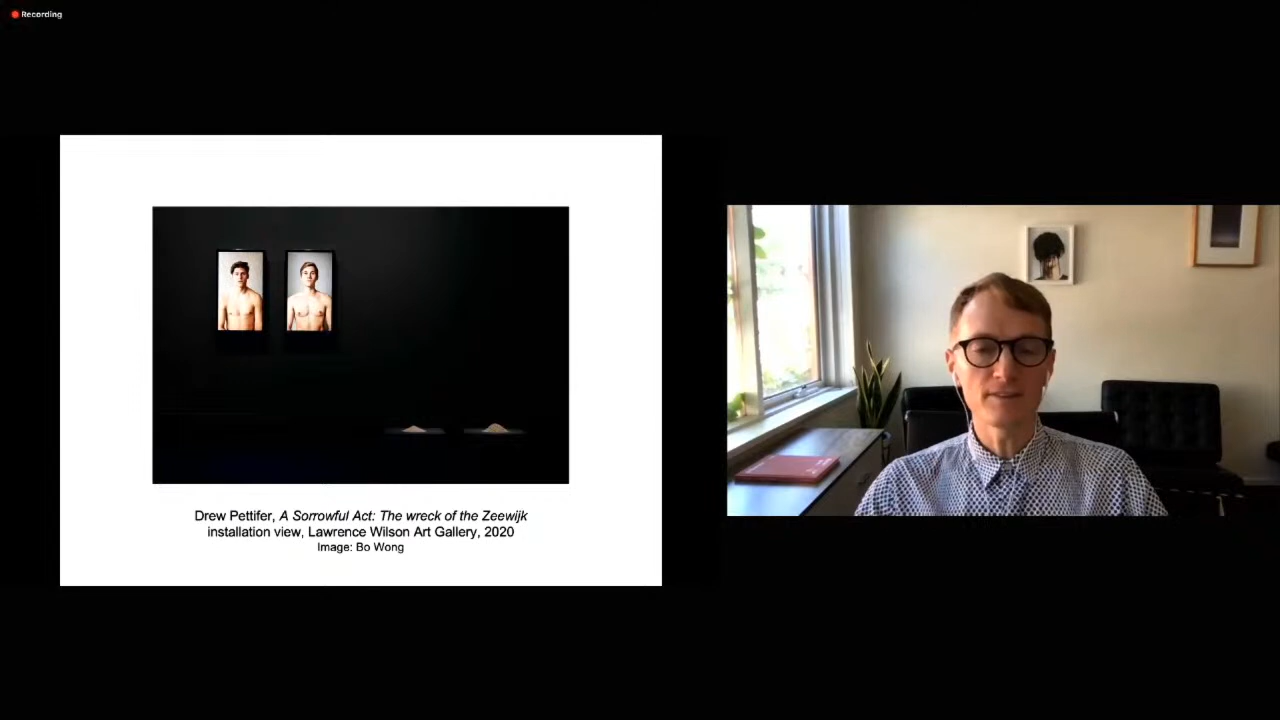 Recording
Drew Pettifer, A Sorrowful Act: The wreck of the Zeewijk
installation view, Lawrence Wilson Art Gallery, 2020
Image: Bo Wong